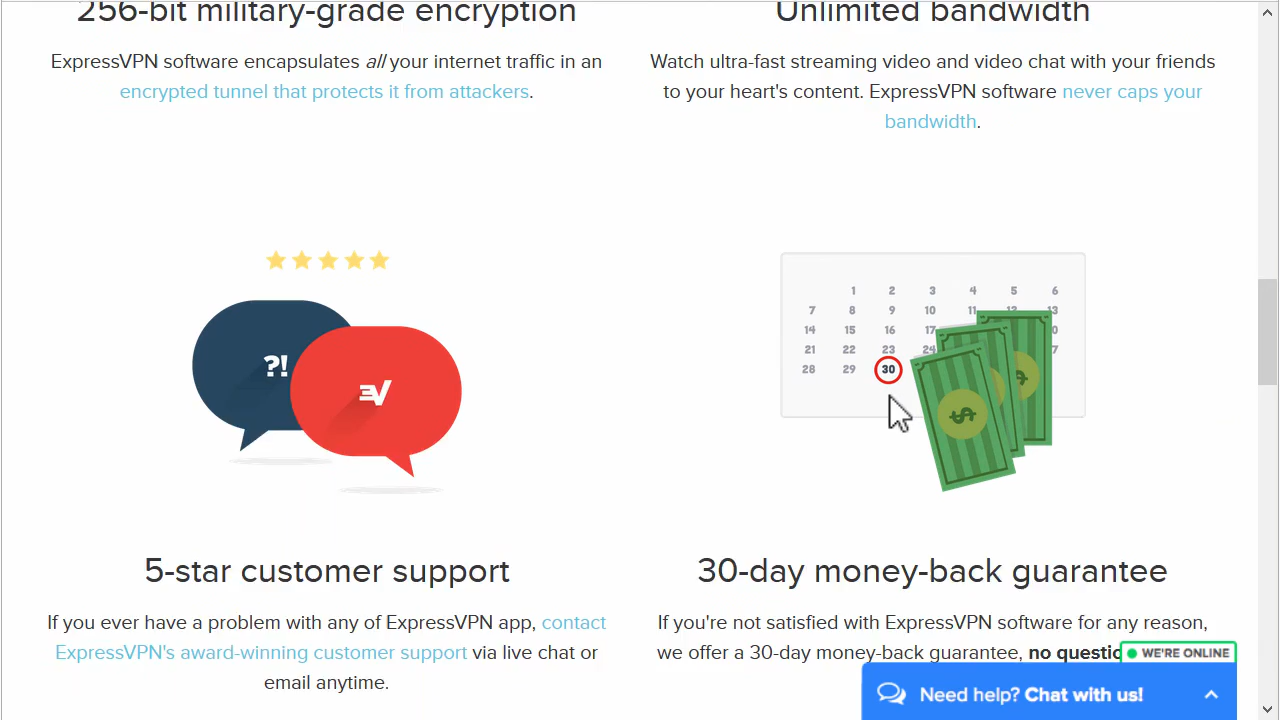 256-bit military-grade encryption
ExpressVPN software encapsulates all your internet traffic in an
encrypted tunnel that protects it from attackers.
Unlimited bandwidth
Watch ultra-fast streaming video and video chat with your friends
to your heart's content. ExpressVPN software never caps your
bandwidth.
?!
1 2 3 4 5 6
7 8 9 10 11 12 13
14 15 16 17
21 22 23 24
28 29 30
5-star customer support
If you ever have a problem with any of ExpressVPN app, contact
ExpressVPN's award-winning customer support via live chat or
email anytime.
30-day money-back guarantee
If you're not satisfied with ExpressVPN software for any reason,
we offer a 30-day money-back guarantee, no
WE'RE ONLINE
Need help? Chat with us!